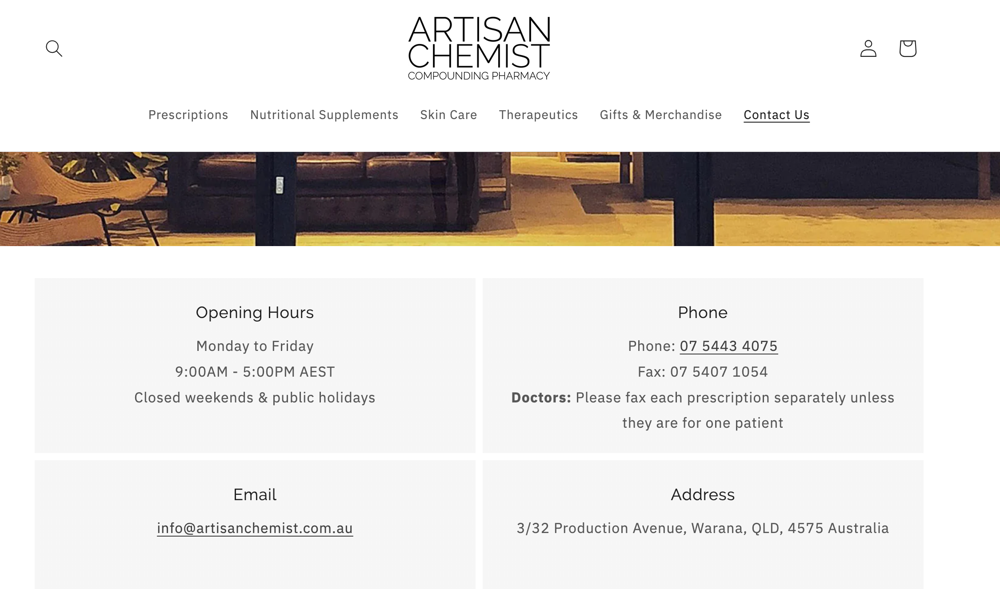 ARTISAN
CHEMIST
COMPOUNDING PHARMACY
Prescriptions Nutritional Supplements Skin Care Therapeutics Gifts & Merchandise Contact Us
Opening Hours
Monday to Friday
9:00AM - 5:00PM AEST
Closed weekends & public holidays
Phone
Phone: 07 5443 4075
Fax: 07 5407 1054
Doctors: Please fax each prescription separately unless
they are for one patient
Email
info@artisanchemist.com.au
Address
3/32 Production Avenue, Warana, QLD, 4575 Australia